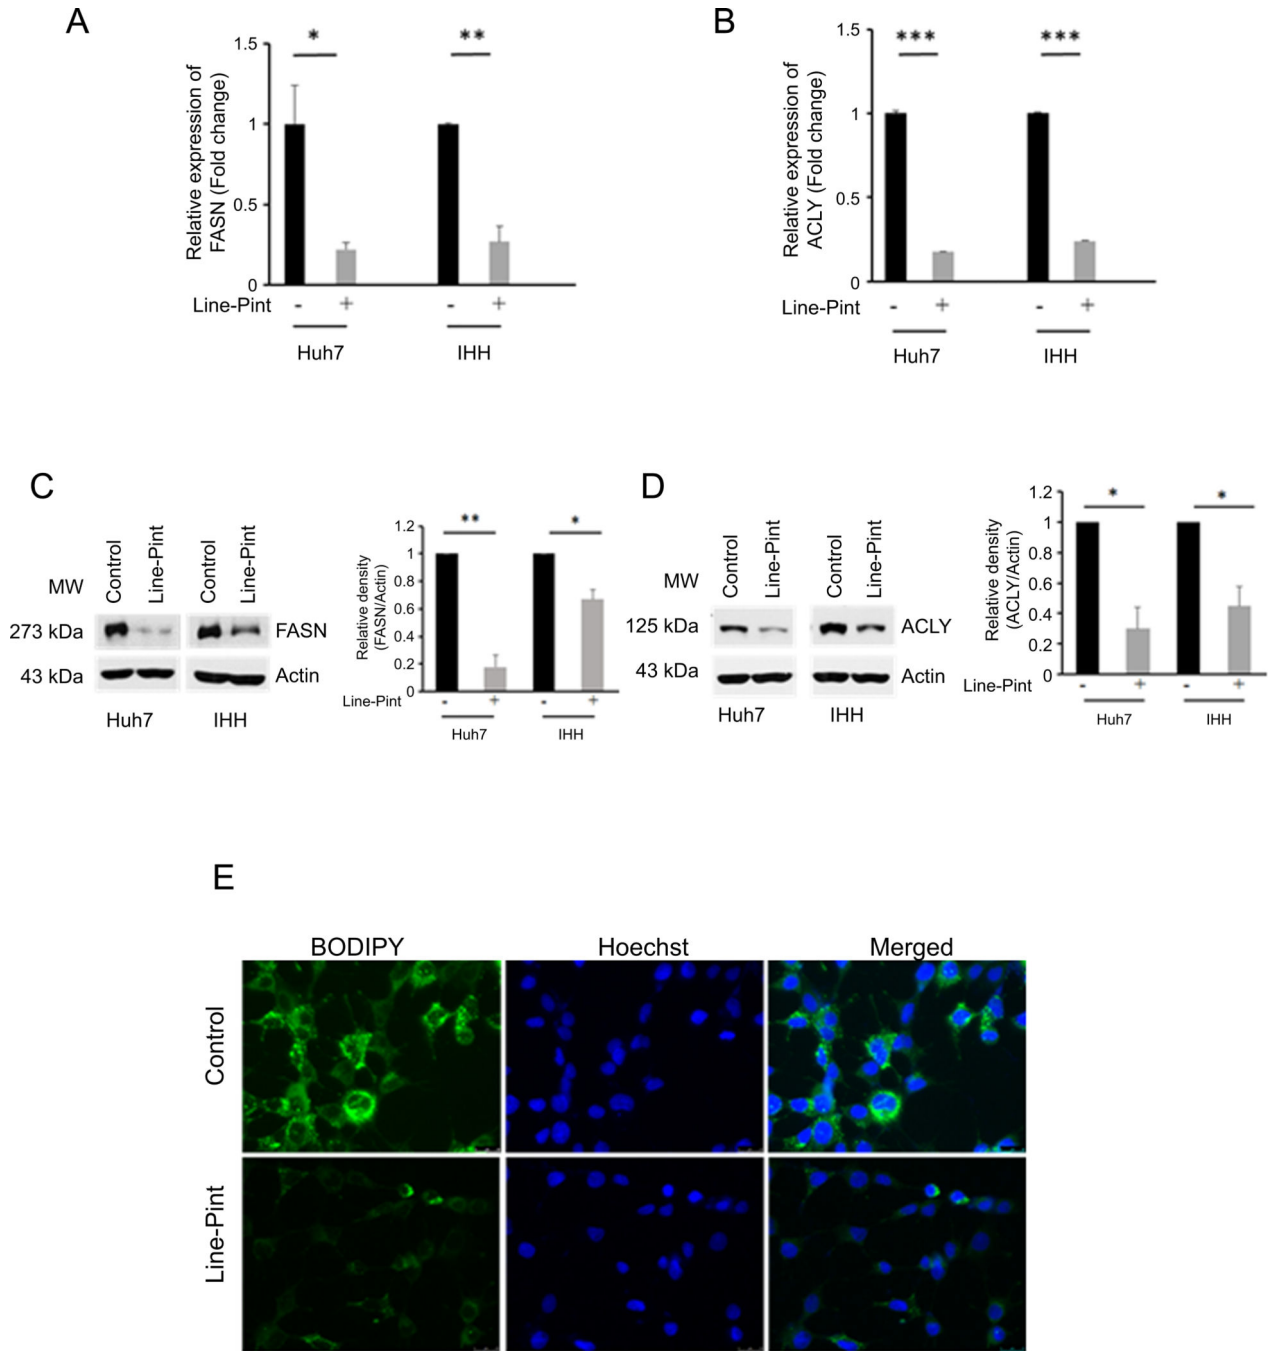 A
Relative expression of
FASN (Fold change)
1.5
1
0.5
0
* **
Line-Pint - + - +
Huh7 IHH
B
Relative expression of
ACLY (Fold change)
1.5
1
0.5
0
*** ***
Line-Pint - + - +
Huh7 IHH
C
MW
Control
Line-Pint
Control
Line-Pint
273 kDa
FASN
43 kDa
Actin
Huh7 IHH
Relative density
(FASN/Actin)
1.2
1
0.8
0.6
0.4
0.2
0
** *
Line-Pint - + - +
Huh7 IHH
D
MW
Control
Line-Pint
Control
Line-Pint
125 kDa
ACLY
43 kDa
Actin
Huh7 IHH
Relative density
(ACLY/Actin)
1.2
1
0.8
0.6
0.4
0.2
0
* *
Line-Pint - + - +
Huh7 IHH
E
BODIPY Hoechst Merged
Control
Line-Pint